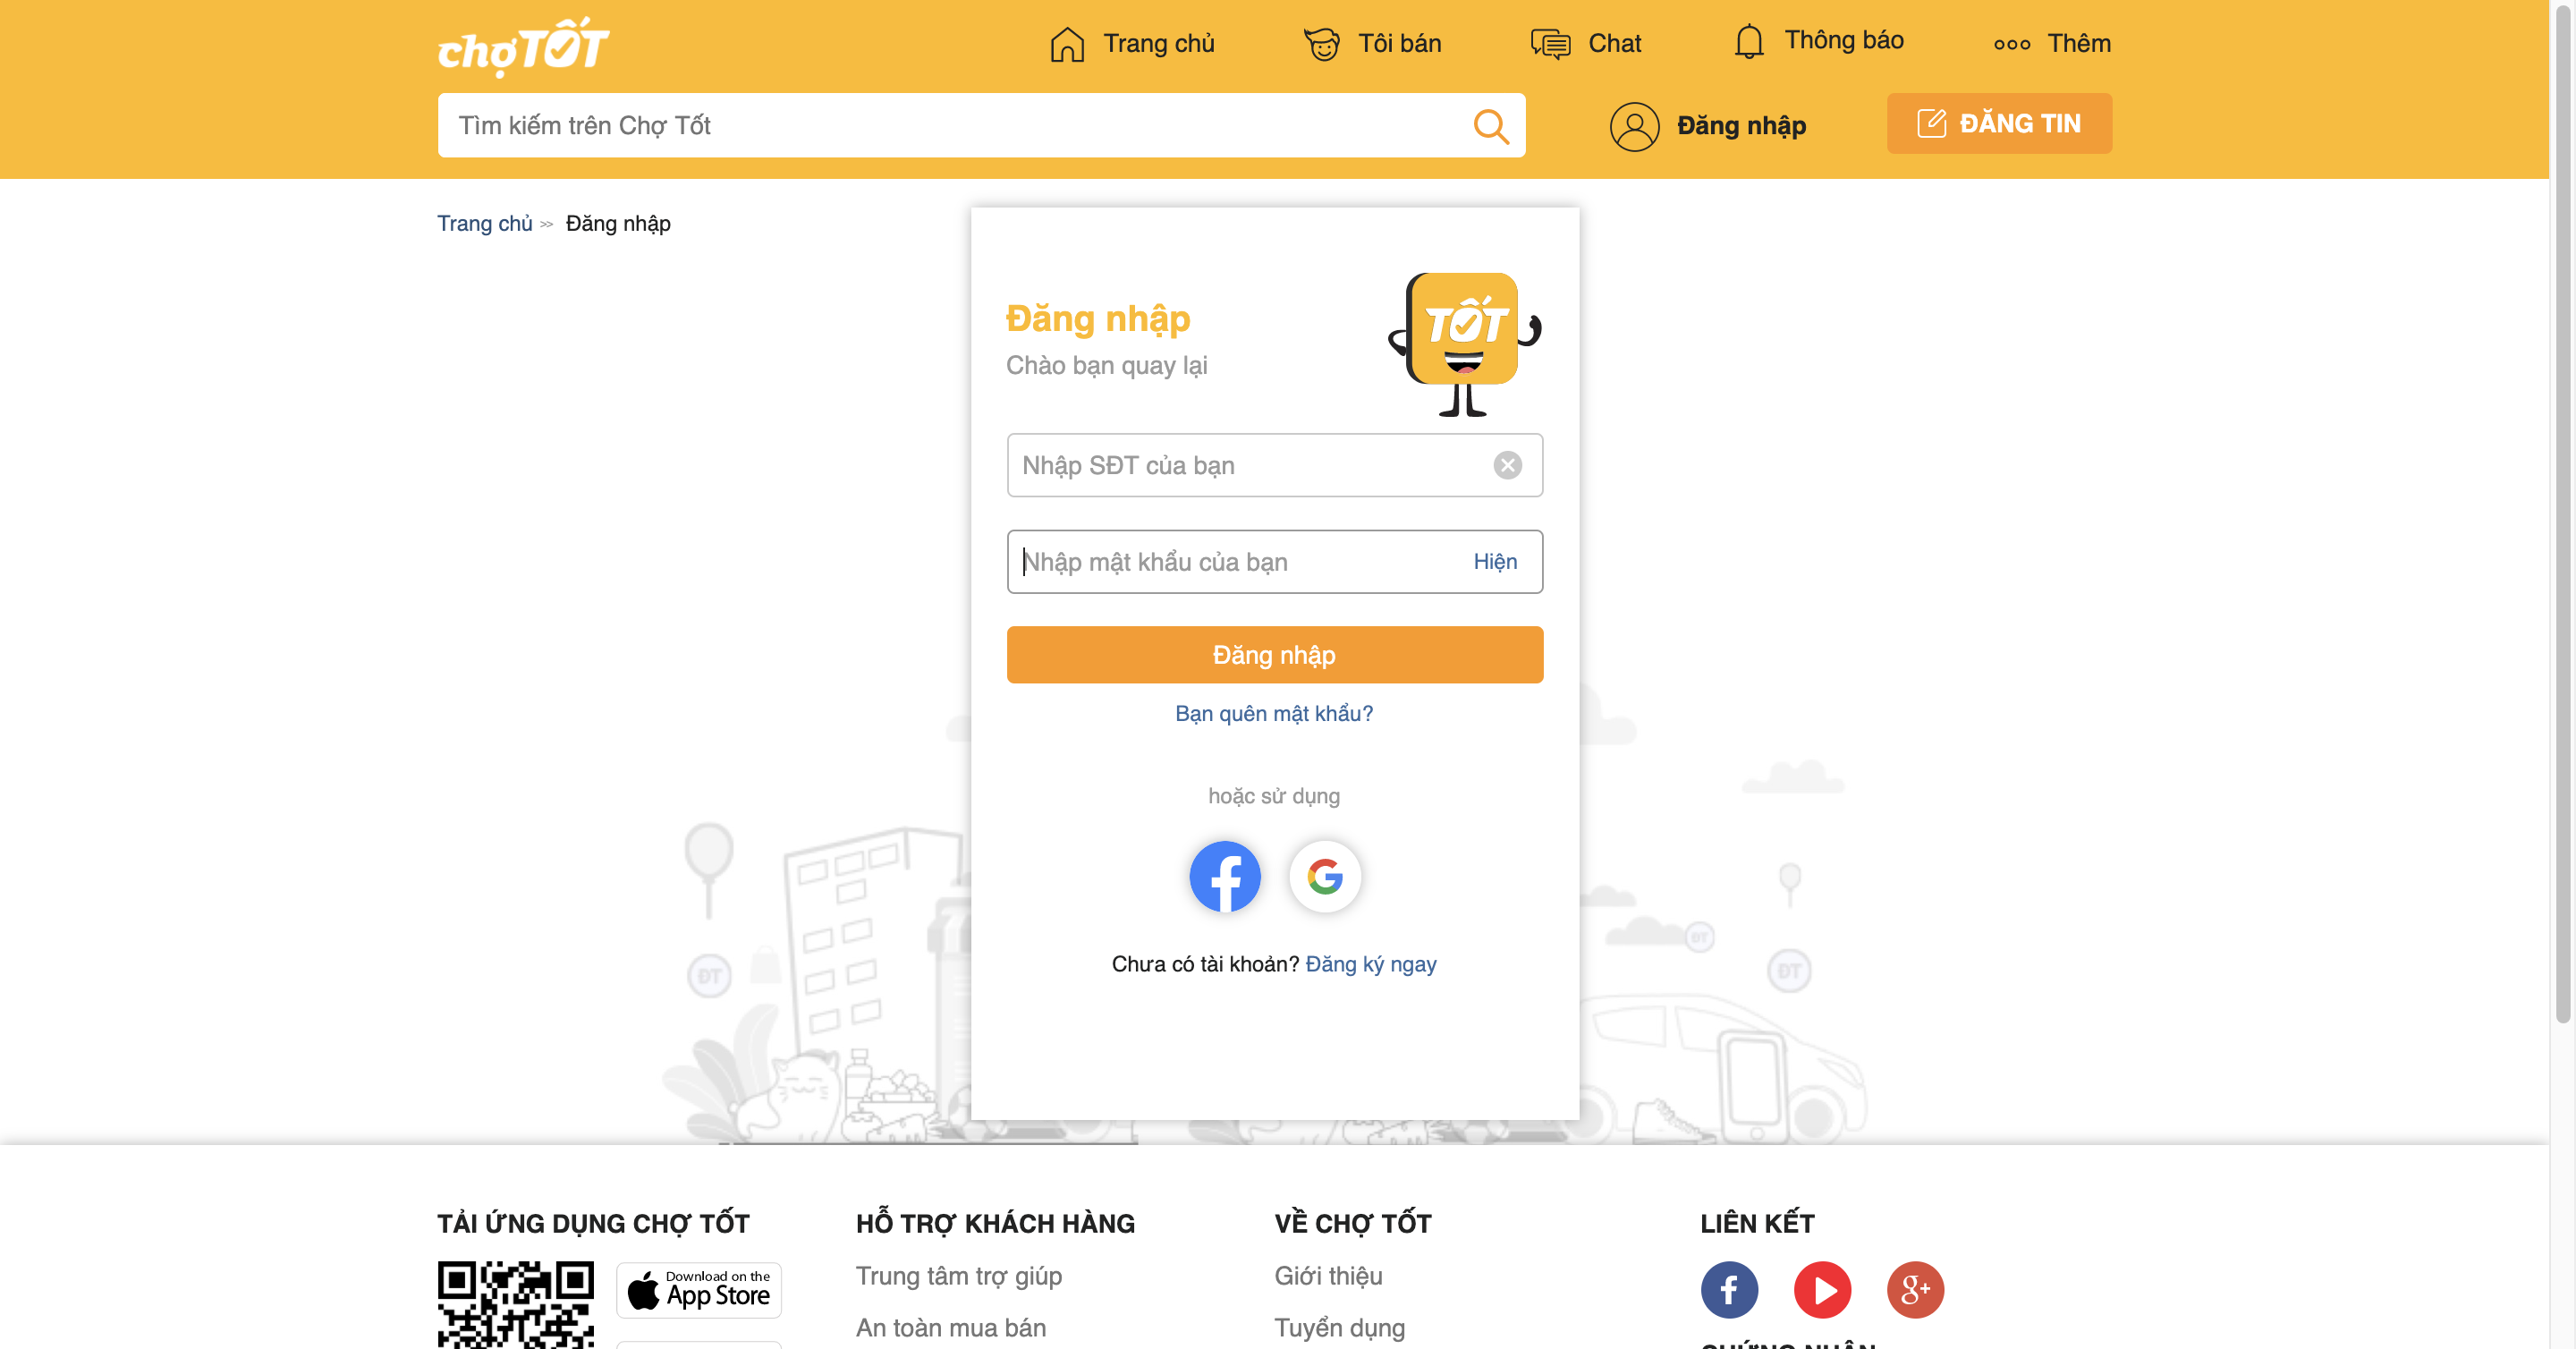 chợTỐT
Trang chủ
Tôi bán
Chat
Thông báo
Thêm
Tìm kiếm trên Chợ Tốt
Đăng nhập
ĐĂNG TIN
Trang chủ >> Đăng nhập
Đăng nhập
Chào bạn quay lại
TỐT
Nhập SĐT của bạn
Nhập mật khẩu của bạn
Hiện
Đăng nhập
Bạn quên mật khẩu?
hoặc sử dụng
Chưa có tài khoản? Đăng ký ngay
ĐT
ĐT
ĐT
TẢI ỨNG DỤNG CHỢ TỐT
Download on the
App Store
HỖ TRỢ KHÁCH HÀNG
Trung tâm trợ giúp
An toàn mua bán
VỀ CHỢ TỐT
Giới thiệu
Tuyển dụng
LIÊN KẾT